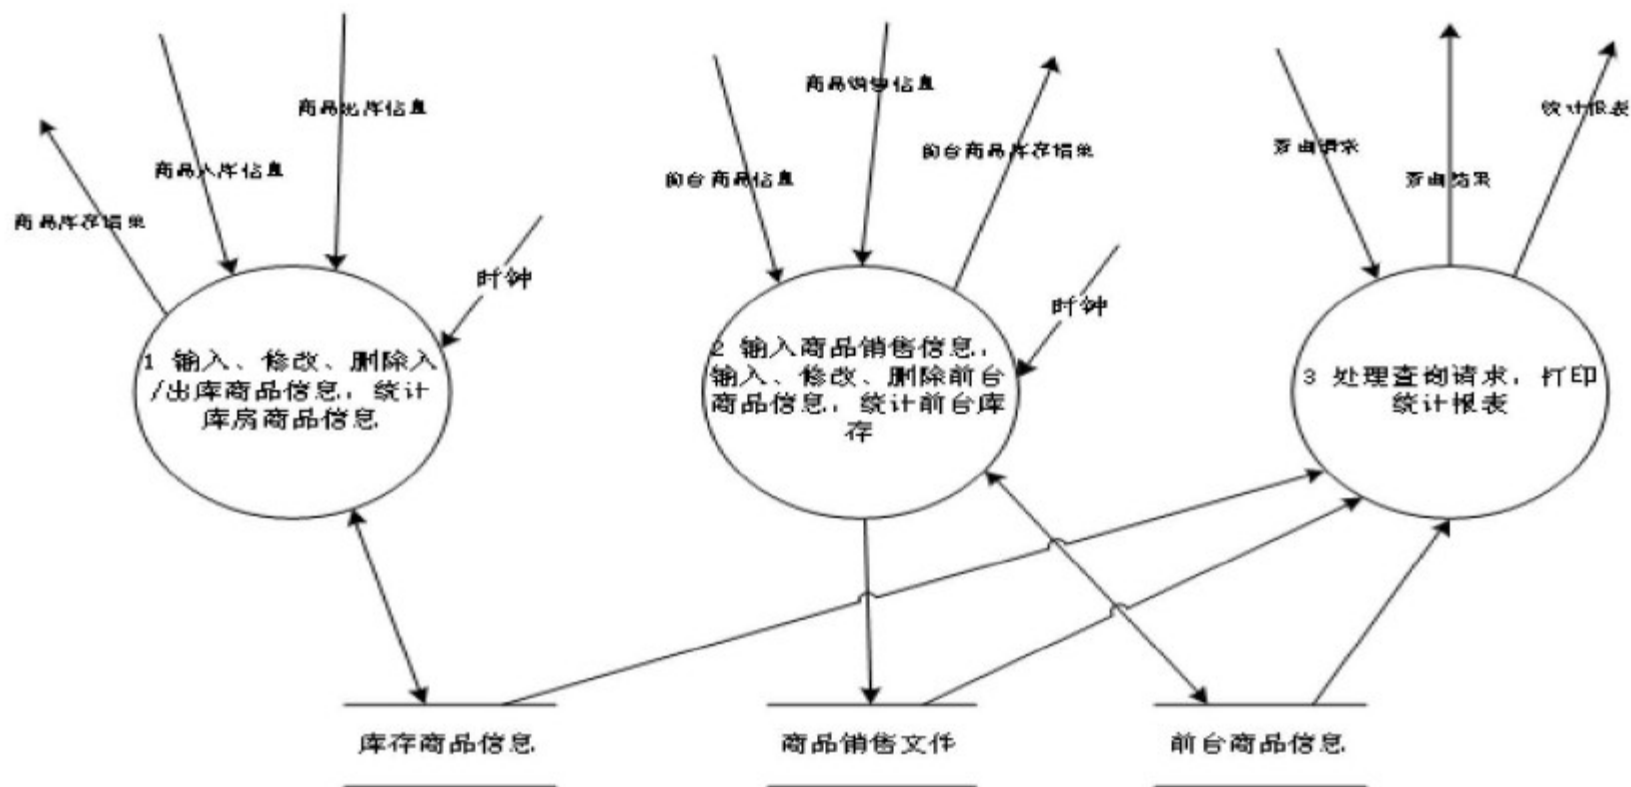 商品出库信息
商品销售信息
统计报表
商品入库信息
前台商品信息
前台商品库存信息
查询请求
查询结果
商品库存信息
时钟
时钟
1 输入、修改、删除入
/出库商品信息，统计
库房商品信息
2 输入商品销售信息，
输入、修改、删除前台
商品信息，统计前台库
存
3 处理查询请求，打印
统计报表
库存商品信息
商品销售文件
前台商品信息